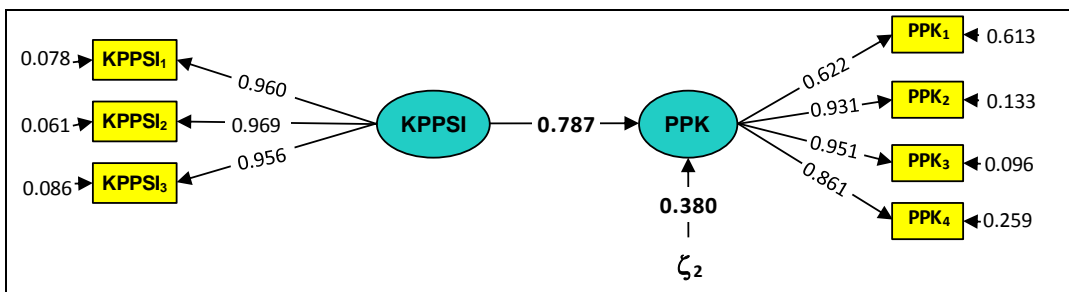 0.078 KPPSI₁
0.061 KPPSI₂
0.086 KPPSI₃
0.960
0.969
0.956
KPPSI
0.787
PPK
0.380
ζ₂
0.622
0.931
0.951
0.861
PPK₁ 0.613
PPK₂ 0.133
PPK₃ 0.096
PPK₄ 0.259